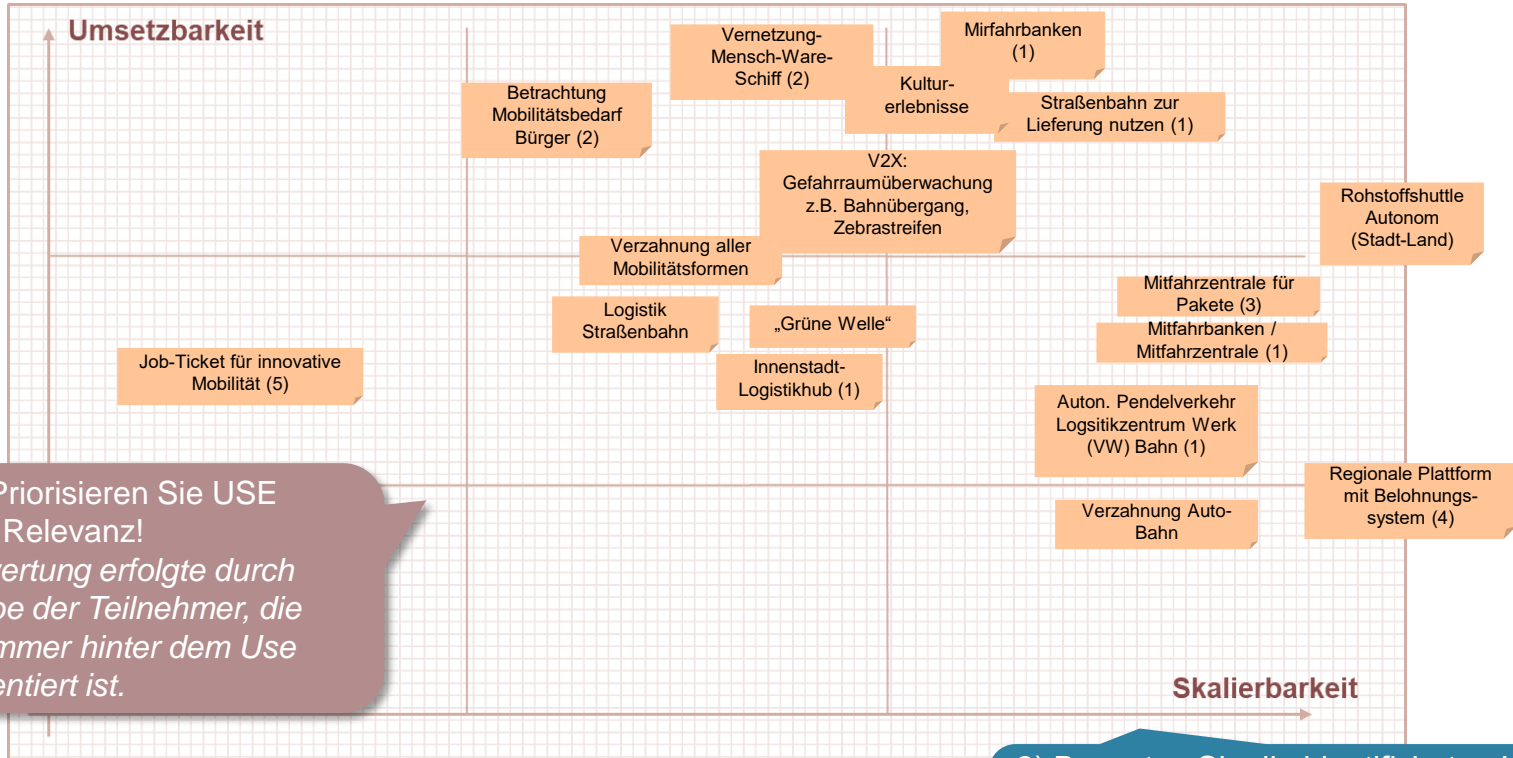 Umsetzbarkeit
Vernetzung-
Mensch-Ware-
Schiff (2)
Mirfahrbanken
(1)
Betrachtung
Mobilitätsbedarf
Bürger (2)
Kultur-
erlebnisse
Straßenbahn zur
Lieferung nutzen (1)
V2X:
Gefahrraumüberwachung
z.B. Bahnübergang,
Zebrastreifen
Rohstoffshuttle
Autonom
(Stadt-Land)
Verzahnung aller
Mobilitätsformen
Mitfahrzentrale für
Pakete (3)
Logistik
Straßenbahn
„Grüne Welle“
Mitfahrbanken /
Mitfahrzentrale (1)
Job-Ticket für innovative
Mobilität (5)
Innenstadt-
Logistikhub (1)
Auton. Pendelverkehr
Logsitikzentrum Werk
(VW) Bahn (1)
Regionale Plattform
mit Belohnungs-
system (4)
Verzahnung Auto-
Bahn
Priorisieren Sie USE
Relevanz!
wertung erfolgte durch
be der Teilnehmer, die
mmer hinter dem Use
entiert ist.
Skalierbarkeit